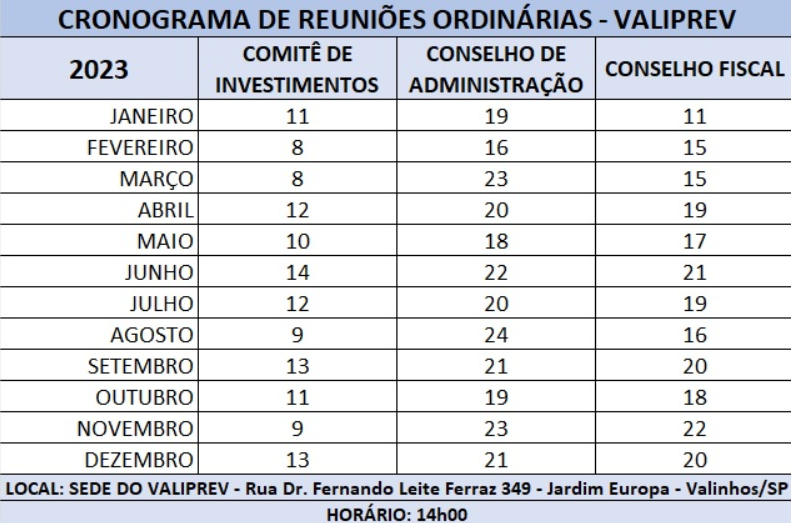 CRONOGRAMA DE REUNIÕES ORDINÁRIAS - VALIPREV
2023 COMITÊ DE INVESTIMENTOS CONSELHO DE ADMINISTRAÇÃO CONSELHO FISCAL
JANEIRO 11 19 11
FEVEREIRO 8 16 15
MARÇO 8 23 15
ABRIL 12 20 19
MAIO 10 18 17
JUNHO 14 22 21
JULHO 12 20 19
AGOSTO 9 24 16
SETEMBRO 13 21 20
OUTUBRO 11 19 18
NOVEMBRO 9 23 22
DEZEMBRO 13 21 20
LOCAL: SEDE DO VALIPREV - Rua Dr. Fernando Leite Ferraz 349 - Jardim Europa - Valinhos/SP
HORÁRIO: 14h00